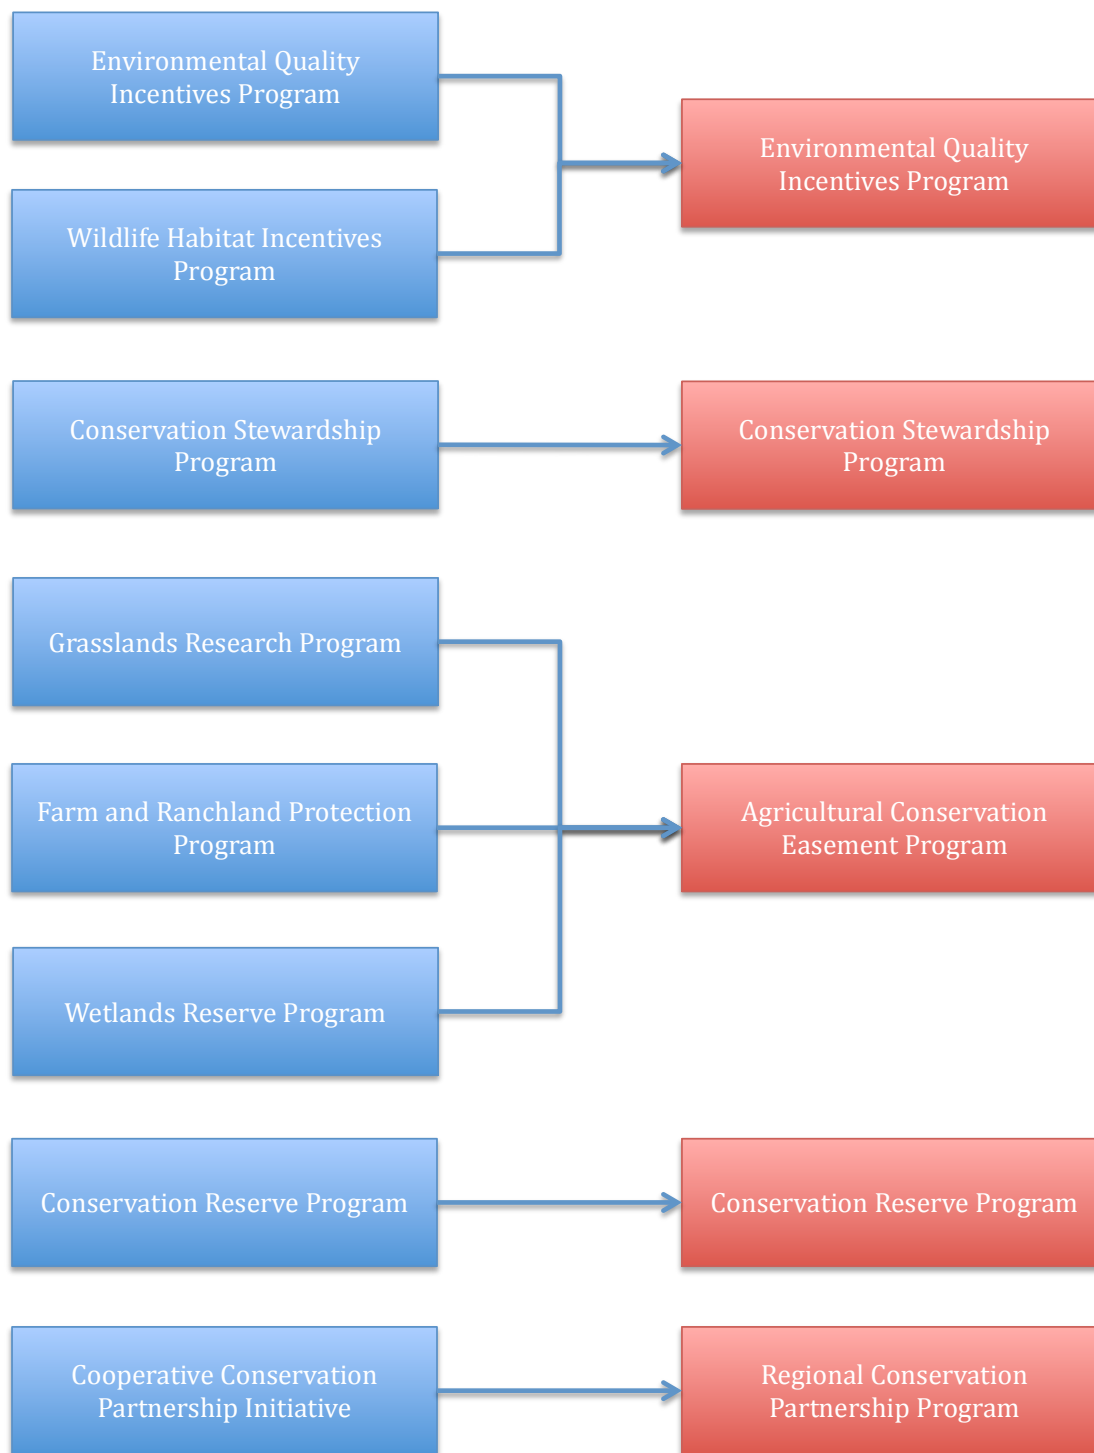 Environmental Quality
Incentives Program
Environmental Quality
Incentives Program
Wildlife Habitat Incentives
Program
Conservation Stewardship
Program
Conservation Stewardship
Program
Grasslands Research Program
Farm and Ranchland Protection
Program
Agricultural Conservation
Easement Program
Wetlands Reserve Program
Conservation Reserve Program
Conservation Reserve Program
Cooperative Conservation
Partnership Initiative
Regional Conservation
Partnership Program